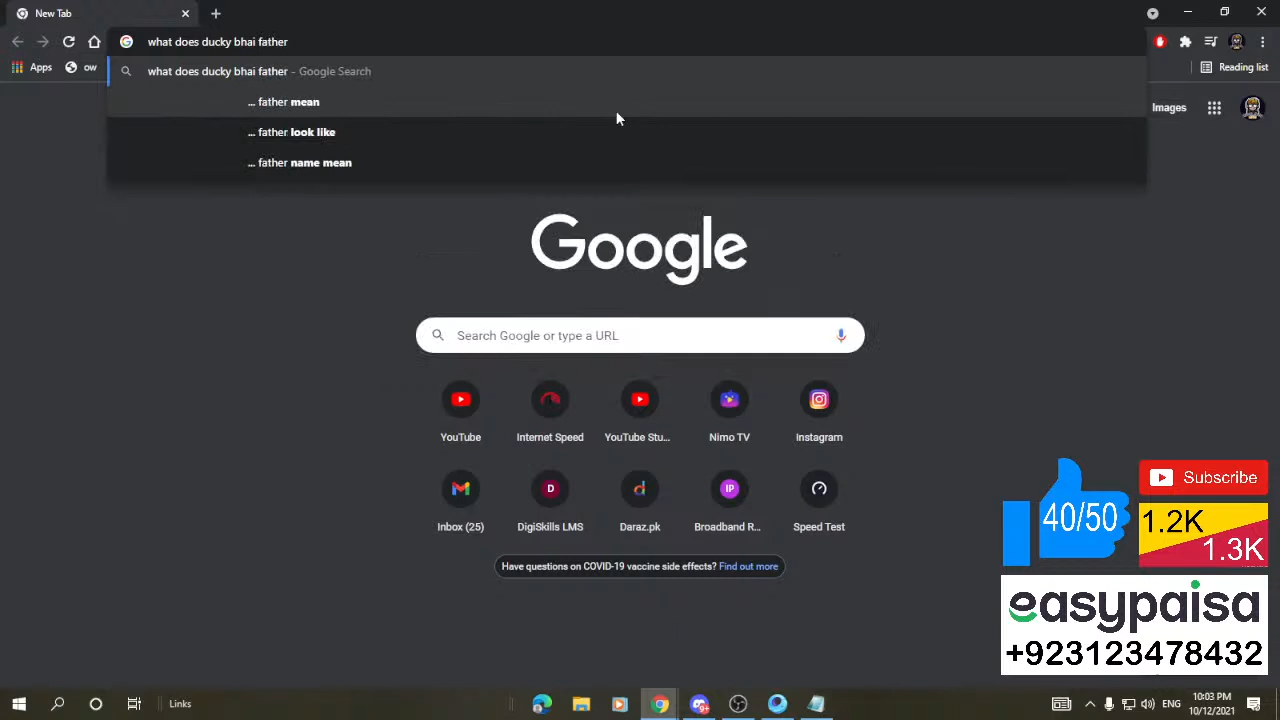 New Tab
what does ducky bhai father
Apps
ow
Reading list
what does ducky bhai father - Google Search
... father mean
... father look like
... father name mean
Images
Google
Search Google or type a URL
YouTube
Internet Speed
YouTube Stu...
Nimo TV
Instagram
Inbox (25)
DigiSkills LMS
Daraz.pk
Broadband R...
Speed Test
D
IP
Have questions on COVID-19 vaccine side effects? Find out more
40/50
Subscribe
1.2K
1.3K
easypaisa
+923123478432
Links
9+
ENG
10:03 PM
10/12/2021